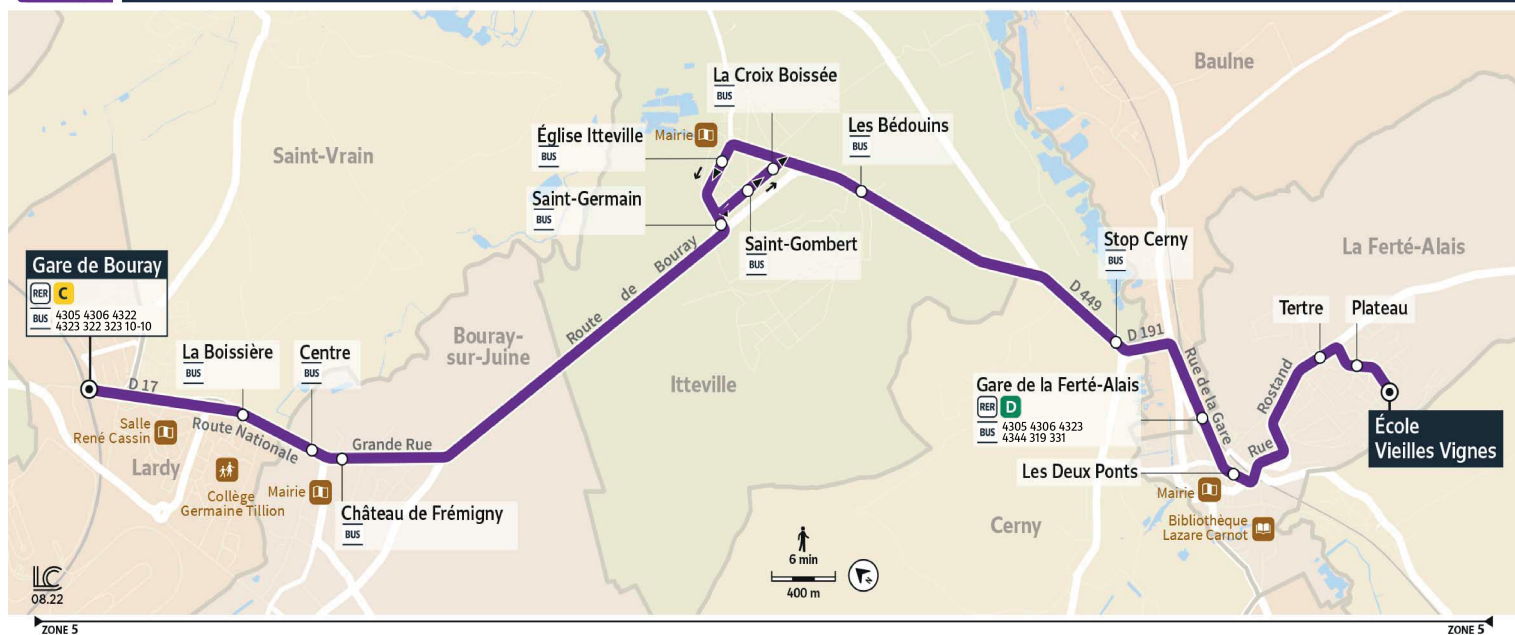 La Croix Boissée
BUS
Baulne
Église Itteville
BUS
Mairie
Les Bédouins
BUS
Saint-Vrain
Saint-Germain
BUS
Saint-Gombert
BUS
Stop Cerny
BUS
La Ferté-Alais
Gare de Bouray
RER C
BUS 4305 4306 4322
4323 322 323 10-10
Route de Bouray
D 449
D 191
Tertre
Plateau
La Boissière
BUS
Centre
BUS
Bouray-
sur-Juine
Itteville
D 17
Route Nationale
Grande Rue
Rue de la Gare
Rue Rostand
Gare de la Ferté-Alais
RER D
BUS 4305 4306 4323
4344 319 331
École
Vieilles Vignes
Salle
René Cassin
Lardy
Collège
Germaine Tillion
Mairie
Château de Frémigny
BUS
Les Deux Ponts
Mairie
Bibliothèque
Lazare Carnot
Cerny
6 min
400 m
N
LC
08.22
ZONE 5
ZONE 5